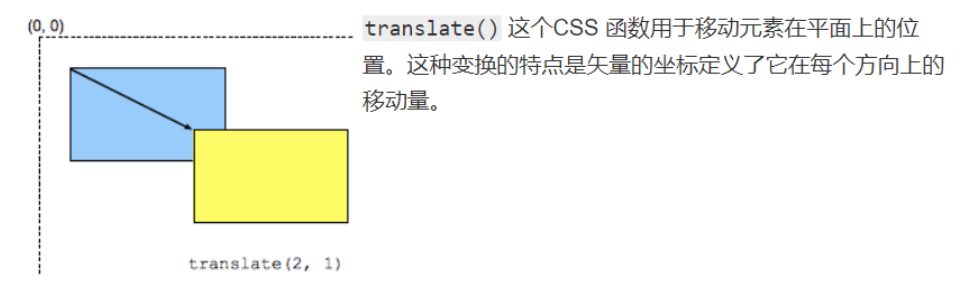 (0, 0)
translate() 这个CSS 函数用于移动元素在平面上的位
置。这种变换的特点是矢量的坐标定义了它在每个方向上的
移动量。
translate(2, 1)